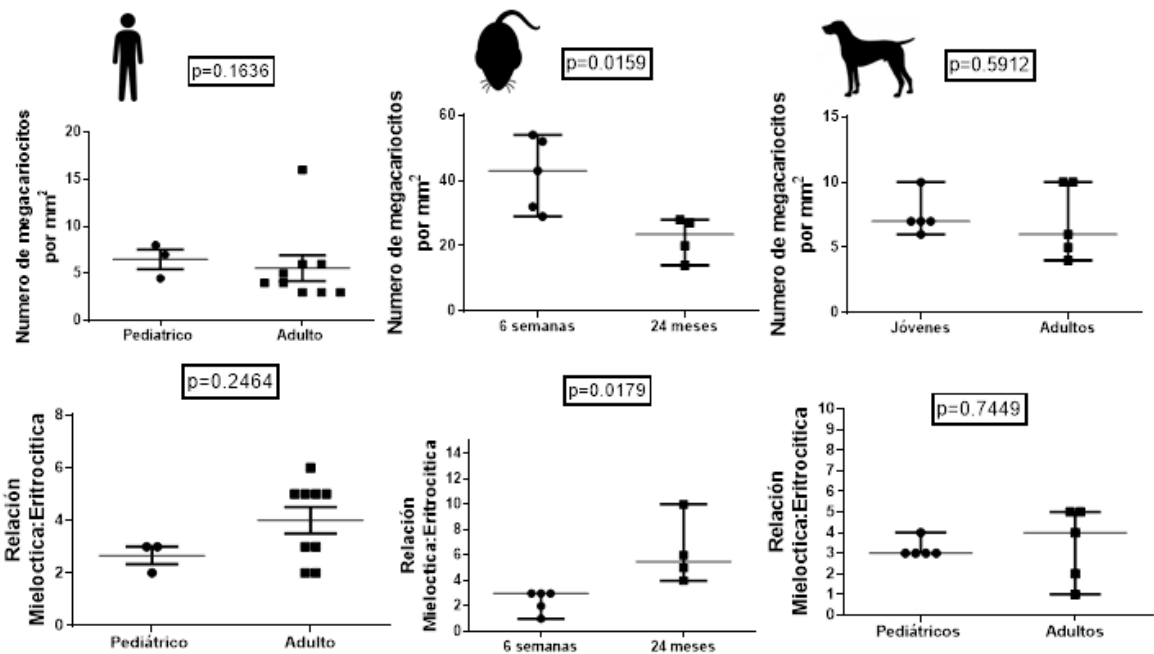 p=0.1636
Numero de megacariocitos
por mm²
20
15
10
5
0
Pediatrico
Adulto
p=0.0159
Numero de megacariocitos
por mm²
60
40
20
0
6 semanas
24 meses
p=0.5912
Numero de megacariocitos
por mm²
15
10
5
0
Jóvenes
Adultos
p=0.2464
Relación
Mieloctica:Eritrocitica
8
6
4
2
0
Pediátrico
Adulto
p=0.0179
Relación
Mieloctica:Eritrocitica
14
12
10
8
6
4
2
0
6 semanas
24 meses
p=0.7449
Relación
Mieloctica:Eritrocitica
10
9
8
7
6
5
4
3
2
1
0
Pediátricos
Adultos